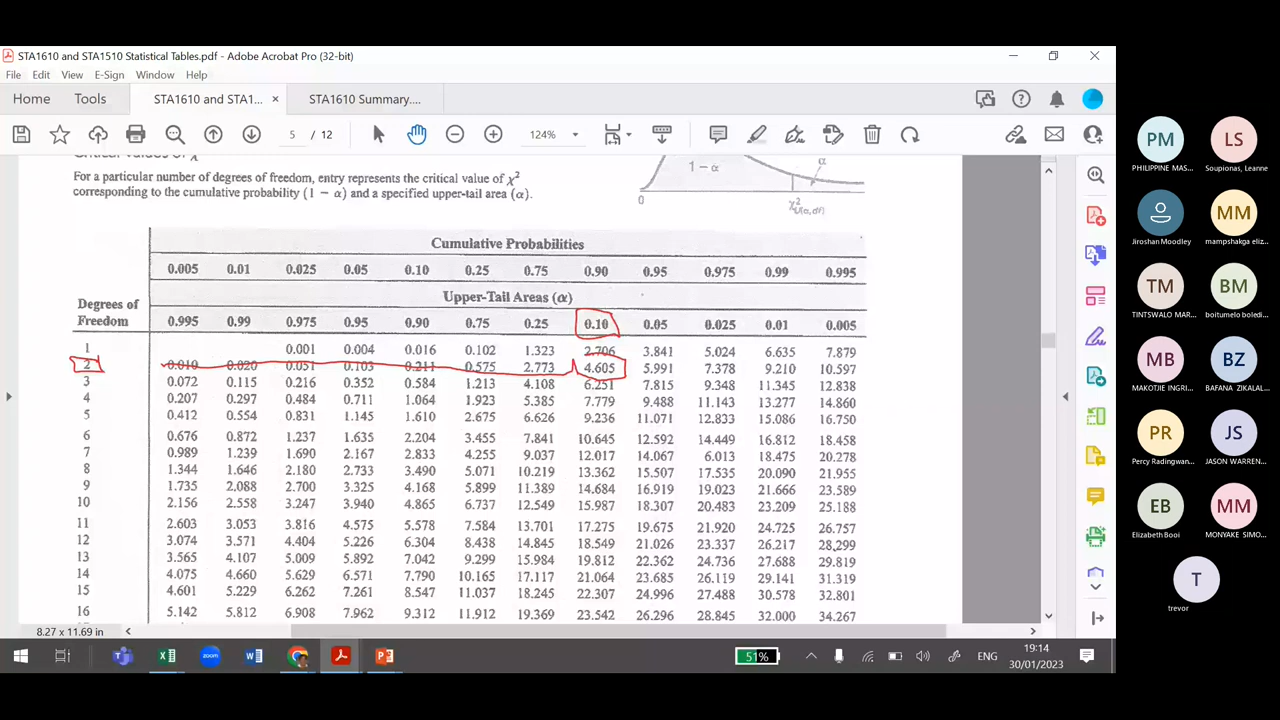 STA1610 and STA1510 Statistical Tables.pdf - Adobe Acrobat Pro (32-bit)
File Edit View E-Sign Window Help
Home Tools STA1610 and STA1... × STA1610 Summary....
5 / 12 124%
For a particular number of degrees of freedom, entry represents the critical value of χ²
corresponding to the cumulative probability (1 − α) and a specified upper-tail area (α).
1 − α
α
0
χ²U(α,df)
Cumulative Probabilities
0.005 0.01 0.025 0.05 0.10 0.25 0.75 0.90 0.95 0.975 0.99 0.995
Upper-Tail Areas (α)
Degrees of
Freedom 0.995 0.99 0.975 0.95 0.90 0.75 0.25 0.10 0.05 0.025 0.01 0.005
1 0.001 0.004 0.016 0.102 1.323 2.706 3.841 5.024 6.635 7.879
2 0.010 0.020 0.051 0.103 0.211 0.575 2.773 4.605 5.991 7.378 9.210 10.597
3 0.072 0.115 0.216 0.352 0.584 1.213 4.108 6.251 7.815 9.348 11.345 12.838
4 0.207 0.297 0.484 0.711 1.064 1.923 5.385 7.779 9.488 11.143 13.277 14.860
5 0.412 0.554 0.831 1.145 1.610 2.675 6.626 9.236 11.071 12.833 15.086 16.750
6 0.676 0.872 1.237 1.635 2.204 3.455 7.841 10.645 12.592 14.449 16.812 18.458
7 0.989 1.239 1.690 2.167 2.833 4.255 9.037 12.017 14.067 6.013 18.475 20.278
8 1.344 1.646 2.180 2.733 3.490 5.071 10.219 13.362 15.507 17.535 20.090 21.955
9 1.735 2.088 2.700 3.325 4.168 5.899 11.389 14.684 16.919 19.023 21.666 23.589
10 2.156 2.558 3.247 3.940 4.865 6.737 12.549 15.987 18.307 20.483 23.209 25.188
11 2.603 3.053 3.816 4.575 5.578 7.584 13.701 17.275 19.675 21.920 24.725 26.757
12 3.074 3.571 4.404 5.226 6.304 8.438 14.845 18.549 21.026 23.337 26.217 28,299
13 3.565 4.107 5.009 5.892 7.042 9.299 15.984 19.812 22.362 24.736 27.688 29.819
14 4.075 4.660 5.629 6.571 7.790 10.165 17.117 21.064 23.685 26.119 29.141 31.319
15 4.601 5.229 6.262 7.261 8.547 11.037 18.245 22.307 24.996 27.488 30.578 32.801
16 5.142 5.812 6.908 7.962 9.312 11.912 19.369 23.542 26.296 28.845 32.000 34.267
8.27 x 11.69 in
51% ENG 19:14
30/01/2023
PM LS
PHILIPPINE MAS... Soupionas, Leanne
MM
Jiroshan Moodley mampshakga eliz...
TM BM
TINTSWALO MAR... boitumelo boledi...
MB BZ
MAKOTJIE INGRI... BAFANA ZIKALAL...
PR JS
Percy Radingwan... JASON WARREN...
EB MM
Elizabeth Booi MONYAKE SIMO...
T
trevor